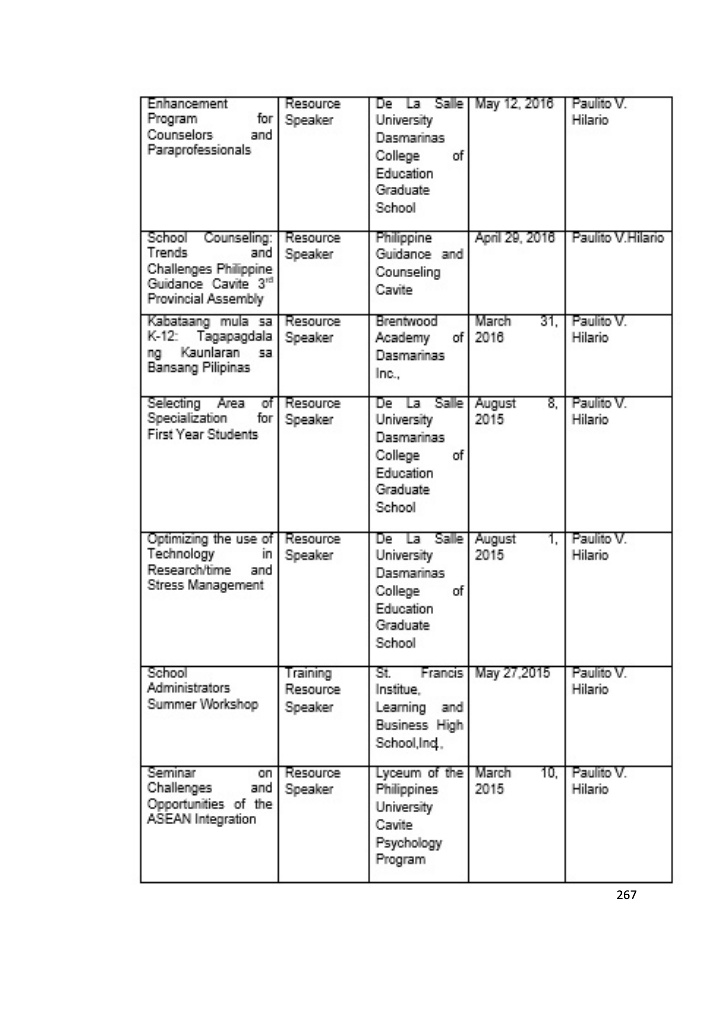 Enhancement
Program for
Counselors and
Paraprofessionals
Resource
Speaker
De La Salle
University
Dasmarinas
College of
Education
Graduate
School
May 12, 2016
Paulito V.
Hilario
School Counseling:
Trends and
Challenges Philippine
Guidance Cavite 3rd
Provincial Assembly
Resource
Speaker
Philippine
Guidance and
Counseling
Cavite
April 29, 2016
Paulito V.Hilario
Kabataang mula sa
K-12: Tagapagdala
ng Kaunlaran sa
Bansang Pilipinas
Resource
Speaker
Brentwood
Academy of
Dasmarinas
Inc.,
March 31,
2016
Paulito V.
Hilario
Selecting Area of
Specialization for
First Year Students
Resource
Speaker
De La Salle
University
Dasmarinas
College of
Education
Graduate
School
August 8,
2015
Paulito V.
Hilario
Optimizing the use of
Technology in
Research/time and
Stress Management
Resource
Speaker
De La Salle
University
Dasmarinas
College of
Education
Graduate
School
August 1,
2015
Paulito V.
Hilario
School
Administrators
Summer Workshop
Training
Resource
Speaker
St. Francis
Institue,
Learning and
Business High
School,Inc.,
May 27,2015
Paulito V.
Hilario
Seminar on
Challenges and
Opportunities of the
ASEAN Integration
Resource
Speaker
Lyceum of the
Philippines
University
Cavite
Psychology
Program
March 10,
2015
Paulito V.
Hilario
267